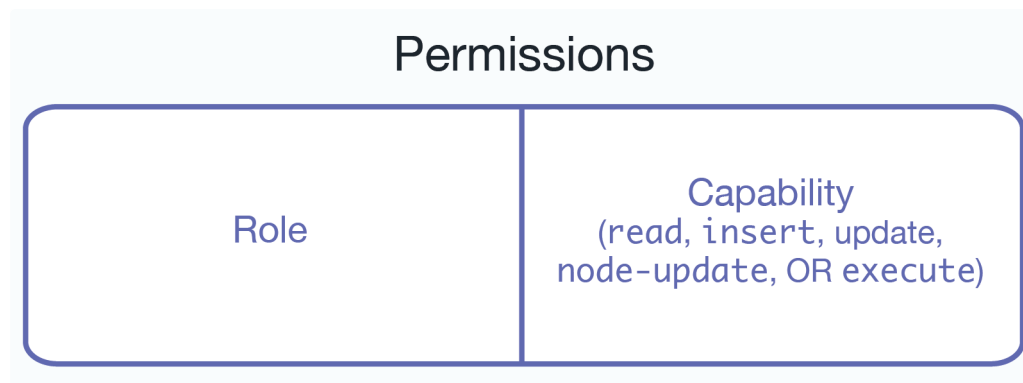 Permissions
Role
Capability
(read, insert, update,
node-update, OR execute)